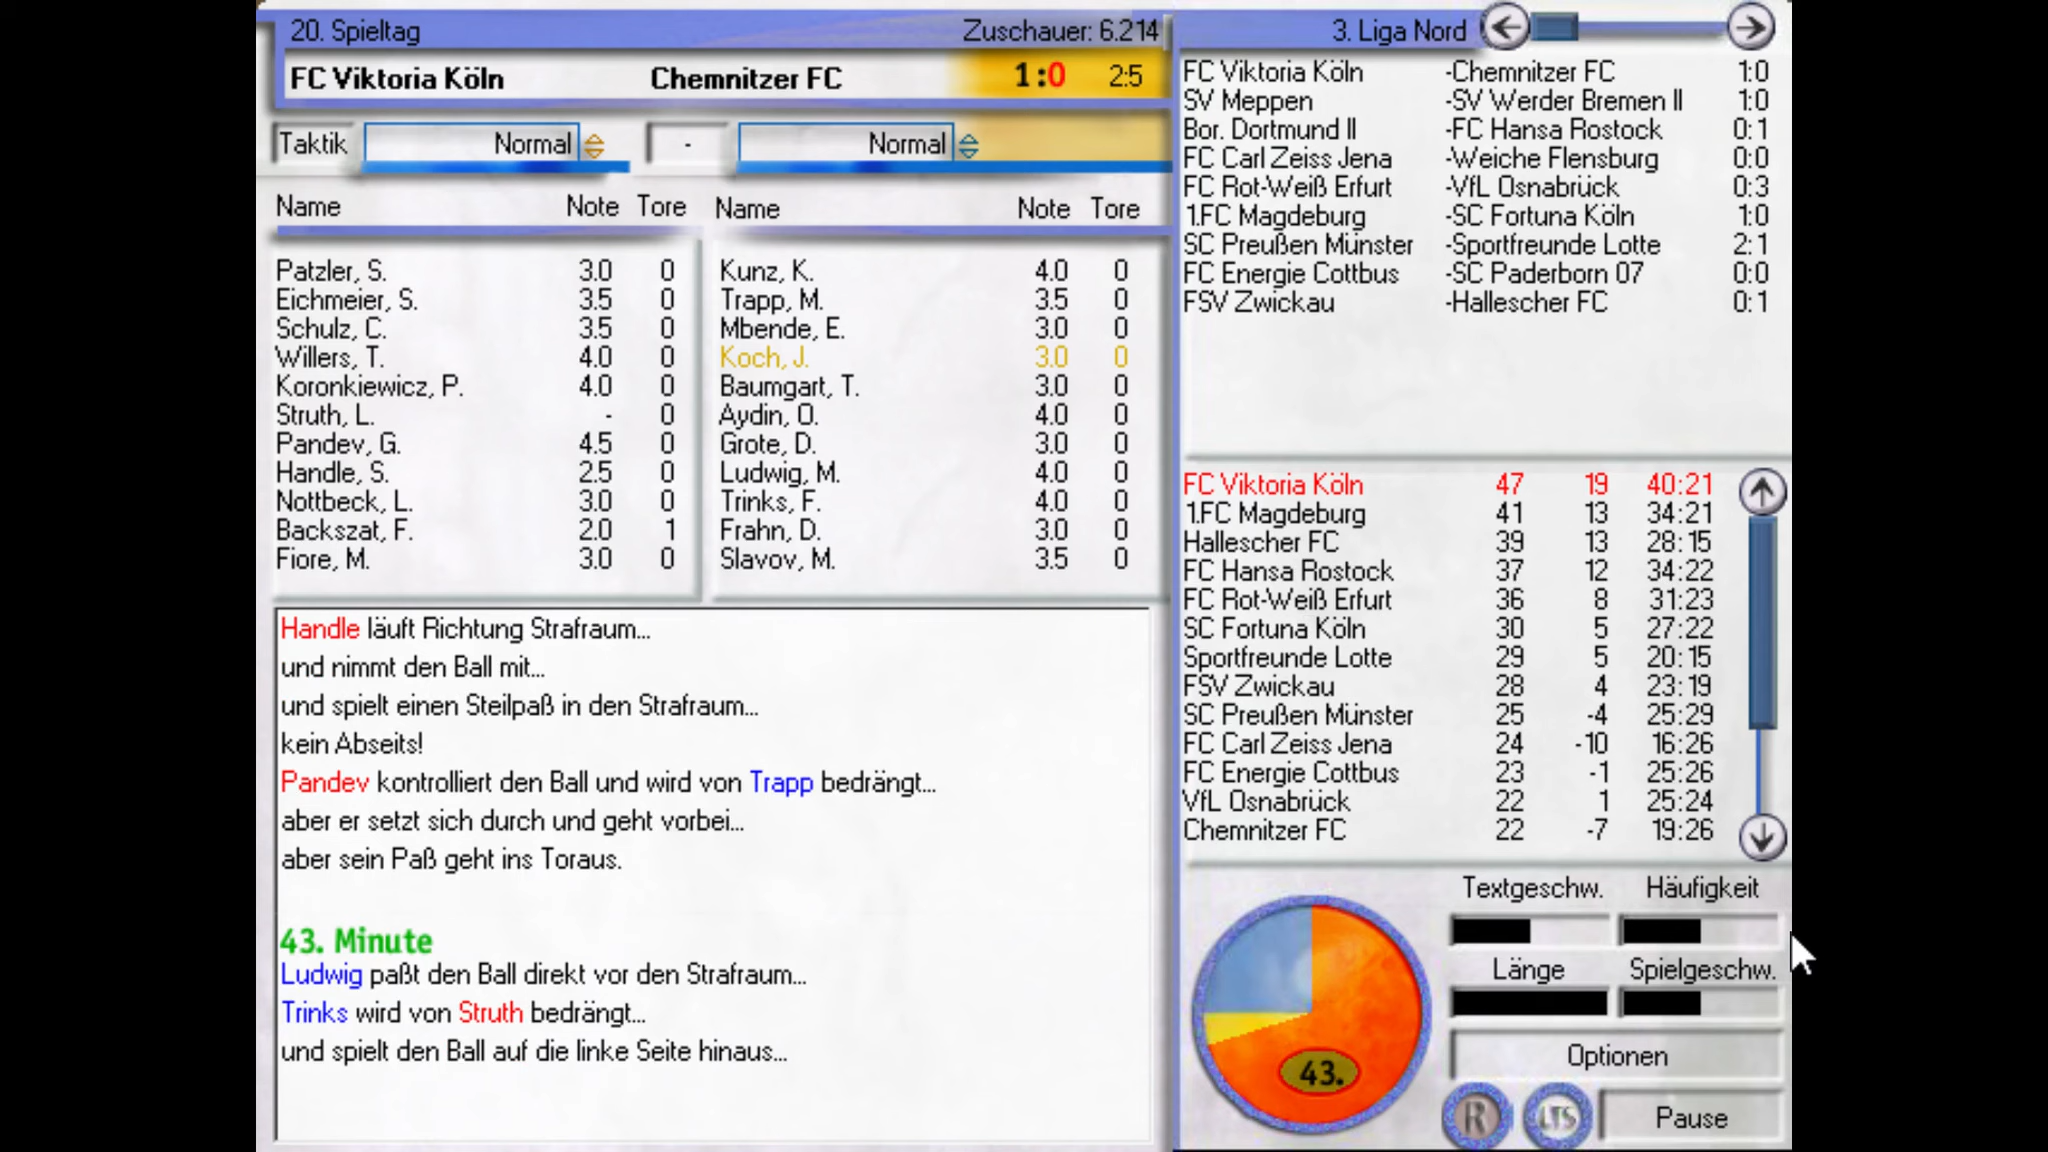 20. Spieltag Zuschauer: 6.214
FC Viktoria Köln Chemnitzer FC 1:0 2:5
Taktik Normal - Normal
Name Note Tore Name Note Tore
Patzler, S. 3.0 0 Kunz, K. 4.0 0
Eichmeier, S. 3.5 0 Trapp, M. 3.5 0
Schulz, C. 3.5 0 Mbende, E. 3.0 0
Willers, T. 4.0 0 Koch, J. 3.0 0
Koronkiewicz, P. 4.0 0 Baumgart, T. 3.0 0
Struth, L. - 0 Aydin, O. 4.0 0
Pandev, G. 4.5 0 Grote, D. 3.0 0
Handle, S. 2.5 0 Ludwig, M. 4.0 0
Nottbeck, L. 3.0 0 Trinks, F. 4.0 0
Backszat, F. 2.0 1 Frahn, D. 3.0 0
Fiore, M. 3.0 0 Slavov, M. 3.5 0
Handle läuft Richtung Strafraum...
und nimmt den Ball mit...
und spielt einen Steilpaß in den Strafraum...
kein Abseits!
Pandev kontrolliert den Ball und wird von Trapp bedrängt...
aber er setzt sich durch und geht vorbei...
aber sein Paß geht ins Toraus.
43. Minute
Ludwig paßt den Ball direkt vor den Strafraum...
Trinks wird von Struth bedrängt...
und spielt den Ball auf die linke Seite hinaus...
3. Liga Nord
FC Viktoria Köln -Chemnitzer FC 1:0
SV Meppen -SV Werder Bremen II 1:0
Bor. Dortmund II -FC Hansa Rostock 0:1
FC Carl Zeiss Jena -Weiche Flensburg 0:0
FC Rot-Weiß Erfurt -VfL Osnabrück 0:3
1.FC Magdeburg -SC Fortuna Köln 1:0
SC Preußen Münster -Sportfreunde Lotte 2:1
FC Energie Cottbus -SC Paderborn 07 0:0
FSV Zwickau -Hallescher FC 0:1
FC Viktoria Köln 47 19 40:21
1.FC Magdeburg 41 13 34:21
Hallescher FC 39 13 28:15
FC Hansa Rostock 37 12 34:22
FC Rot-Weiß Erfurt 36 8 31:23
SC Fortuna Köln 30 5 27:22
Sportfreunde Lotte 29 5 20:15
FSV Zwickau 28 4 23:19
SC Preußen Münster 25 -4 25:29
FC Carl Zeiss Jena 24 -10 16:26
FC Energie Cottbus 23 -1 25:26
VfL Osnabrück 22 1 25:24
Chemnitzer FC 22 -7 19:26
Textgeschw. Häufigkeit
Länge Spielgeschw.
43.
Optionen
R LTS Pause